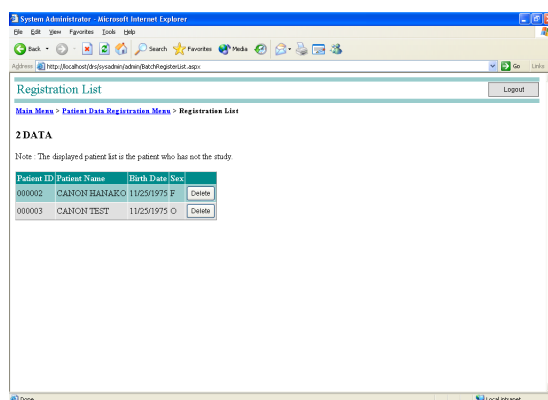 System Administrator - Microsoft Internet Explorer
File Edit View Favorites Tools Help
Back Search Favorites Media
Address http://localhost/drs/sysadmin/admin/BatchRegisterList.aspx Go Links
Registration List Logout
Main Menu > Patient Data Registration Menu > Registration List
2 DATA
Note : The displayed patient list is the patient who has not the study.
Patient ID Patient Name Birth Date Sex
000002 CANON HANAKO 11/25/1975 F Delete
000003 CANON TEST 11/25/1975 O Delete
Done Local intranet